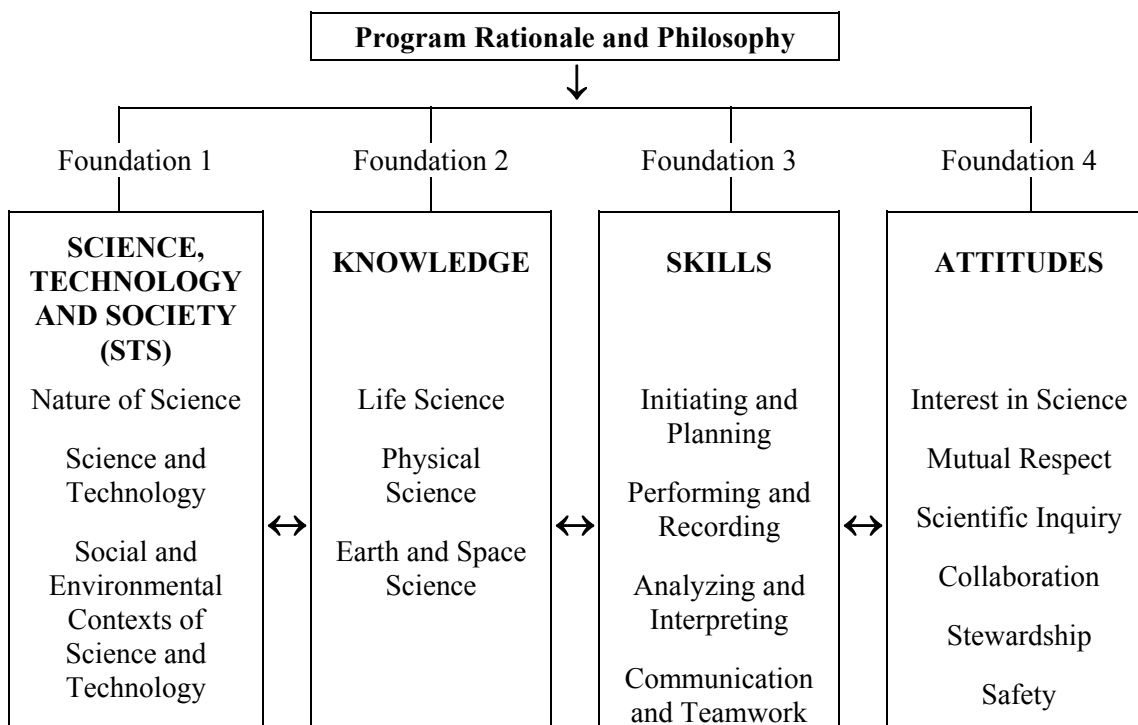 Program Rationale and Philosophy
Foundation 1
Foundation 2
Foundation 3
Foundation 4
SCIENCE,
TECHNOLOGY
AND SOCIETY
(STS)
Nature of Science
Science and
Technology
Social and
Environmental
Contexts of
Science and
Technology
KNOWLEDGE
Life Science
Physical
Science
Earth and Space
Science
SKILLS
Initiating and
Planning
Performing and
Recording
Analyzing and
Interpreting
Communication
and Teamwork
ATTITUDES
Interest in Science
Mutual Respect
Scientific Inquiry
Collaboration
Stewardship
Safety